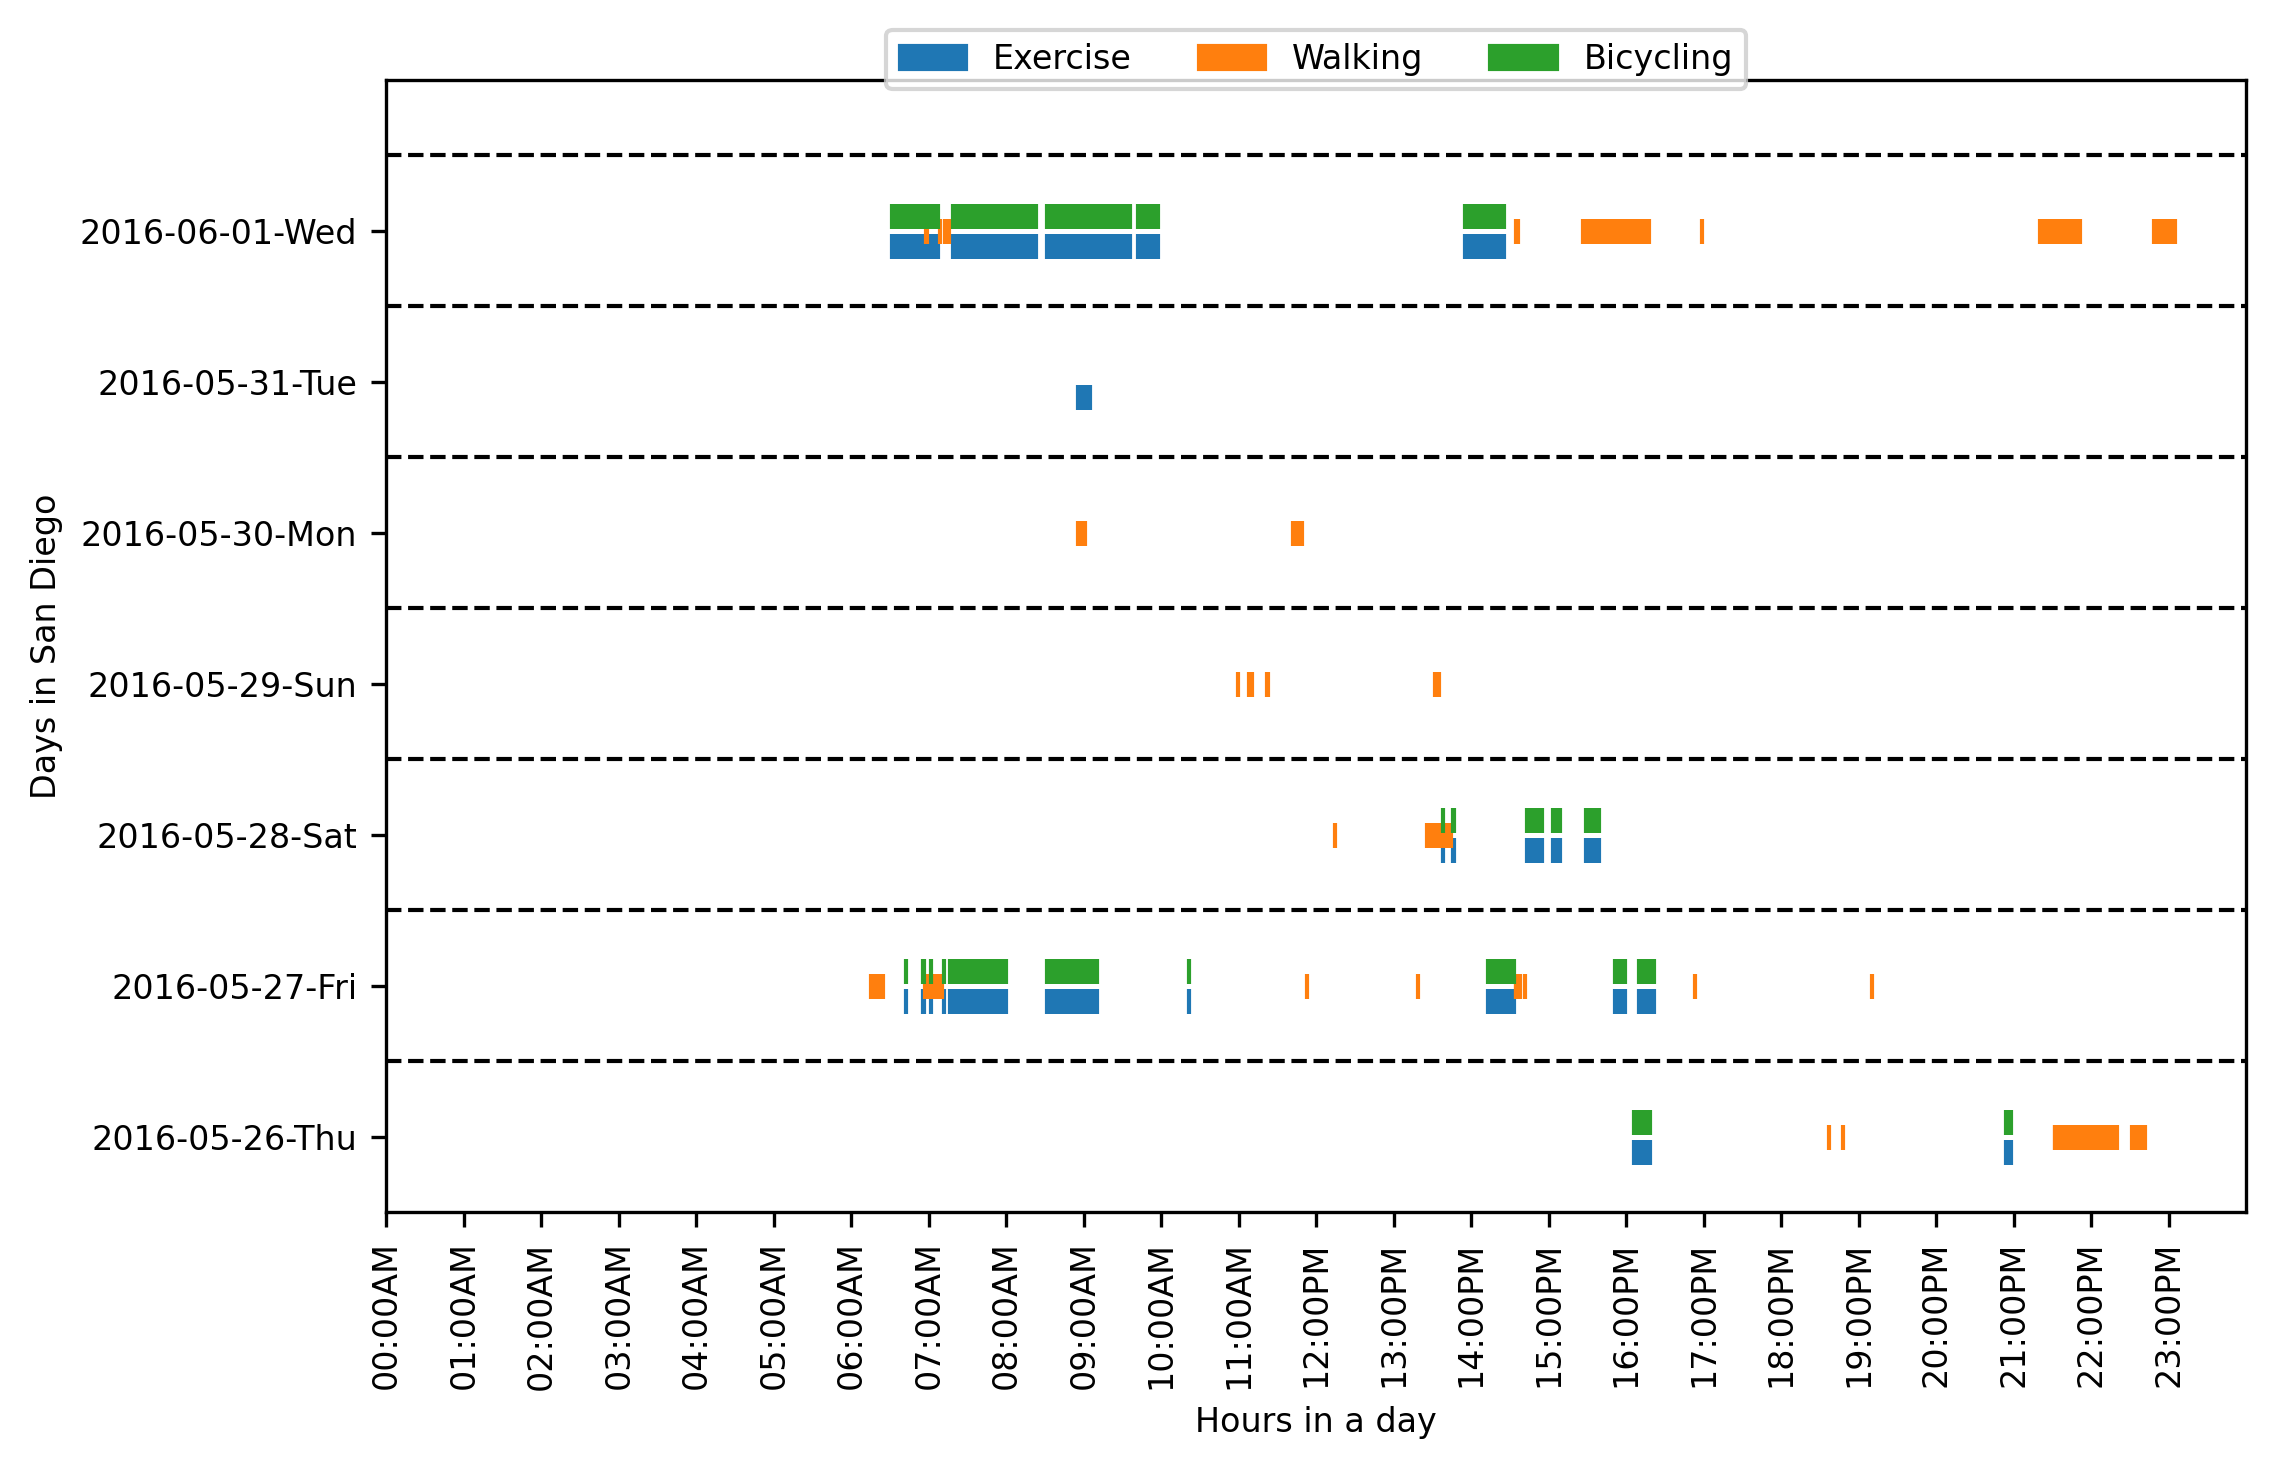 Exercise Walking Bicycling
2016-06-01-Wed
2016-05-31-Tue
2016-05-30-Mon
2016-05-29-Sun
2016-05-28-Sat
2016-05-27-Fri
2016-05-26-Thu
Days in San Diego
00:00AM
01:00AM
02:00AM
03:00AM
04:00AM
05:00AM
06:00AM
07:00AM
08:00AM
09:00AM
10:00AM
11:00AM
12:00PM
13:00PM
14:00PM
15:00PM
16:00PM
17:00PM
18:00PM
19:00PM
20:00PM
21:00PM
22:00PM
23:00PM
Hours in a day